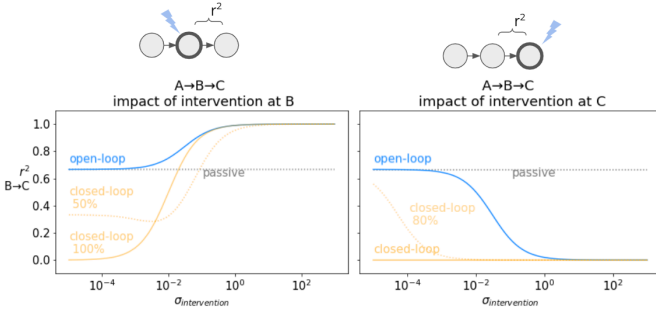 r²
r²
A→B→C
impact of intervention at B
A→B→C
impact of intervention at C
1.0
0.8
0.6
0.4
0.2
0.0
r²
B→C
open-loop
passive
closed-loop
50%
closed-loop
100%
10⁻⁴
10⁻²
10⁰
10²
σintervention
open-loop
passive
closed-loop
80%
closed-loop
10⁻⁴
10⁻²
10⁰
10²
σintervention